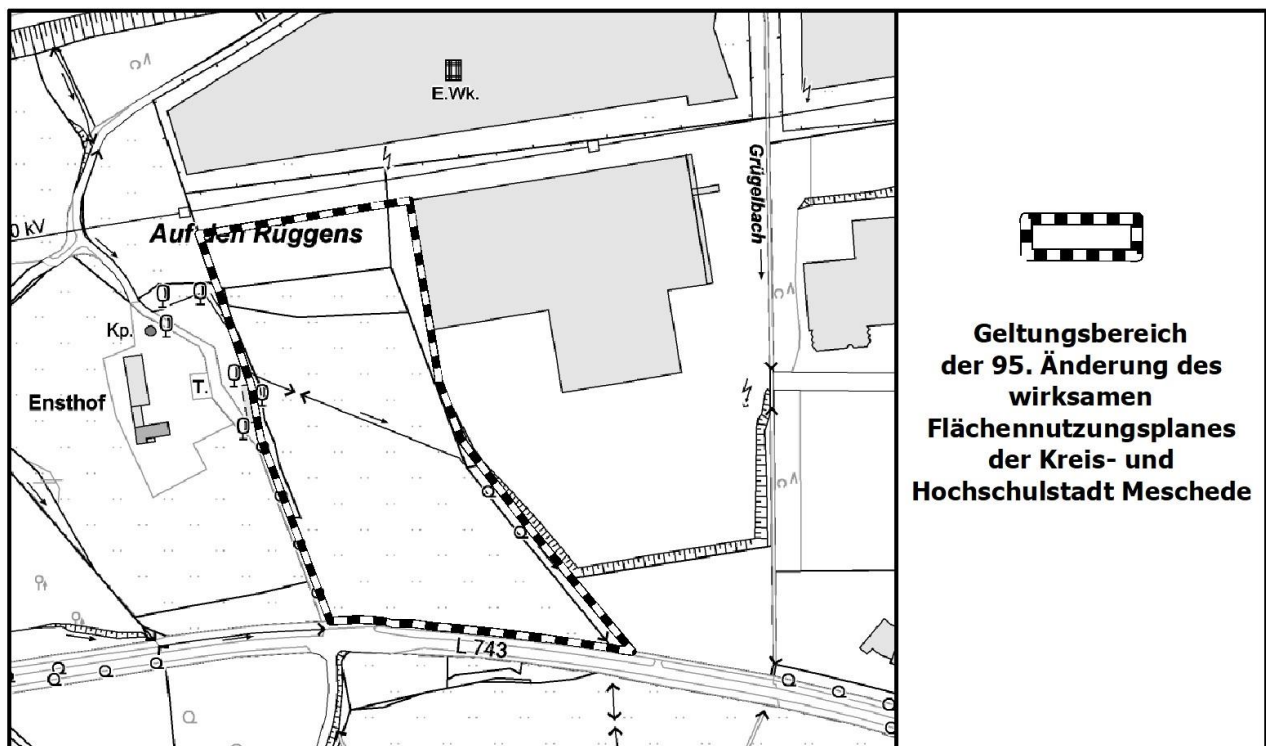 E.Wk.
Grügelbach
0 kV
Auf den Rüggens
Kp.
T.
Ensthof
L 743
Geltungsbereich
der 95. Änderung des
wirksamen
Flächennutzungsplanes
der Kreis- und
Hochschulstadt Meschede